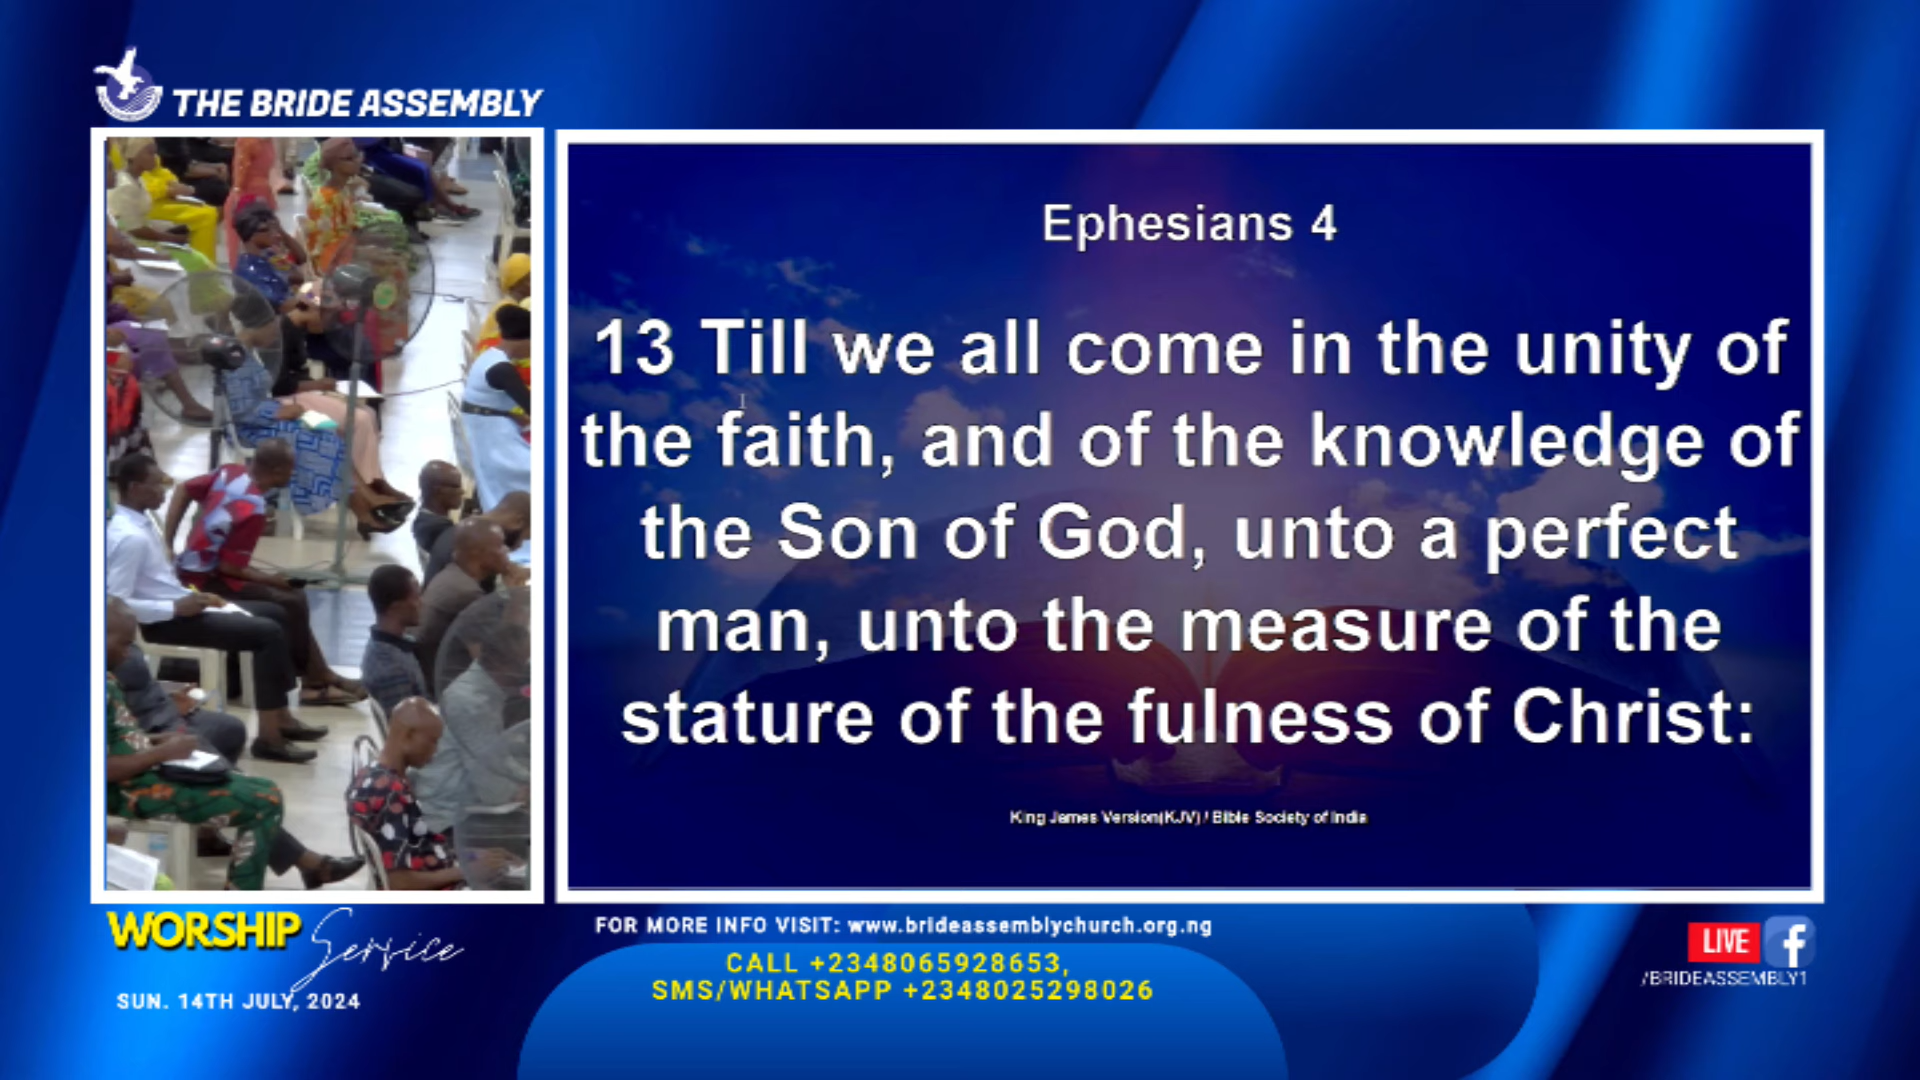 THE BRIDE ASSEMBLY
Ephesians 4
13 Till we all come in the unity of
the faith, and of the knowledge of
the Son of God, unto a perfect
man, unto the measure of the
stature of the fulness of Christ:
King James Version(KJV) / Bible Society of India
WORSHIP Service
SUN. 14TH JULY, 2024
FOR MORE INFO VISIT: www.brideassemblychurch.org.ng
CALL +2348065928653,
SMS/WHATSAPP +2348025298026
LIVE f
/BRIDEASSEMBLY1